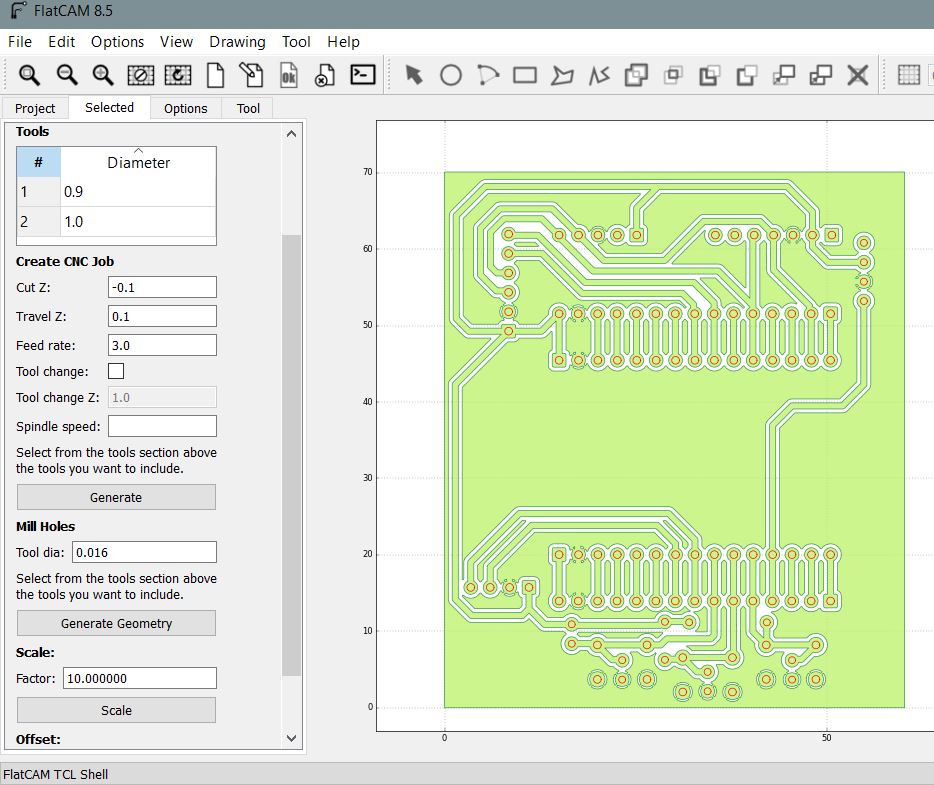 FlatCAM 8.5
File Edit Options View Drawing Tool Help
Ok
Project Selected Options Tool
Tools
# Diameter
1 0.9
2 1.0
Create CNC Job
Cut Z: -0.1
Travel Z: 0.1
Feed rate: 3.0
Tool change:
Tool change Z: 1.0
Spindle speed:
Select from the tools section above
the tools you want to include.
Generate
Mill Holes
Tool dia: 0.016
Select from the tools section above
the tools you want to include.
Generate Geometry
Scale:
Factor: 10.000000
Scale
Offset:
70
60
50
40
30
20
10
0
0 50
FlatCAM TCL Shell